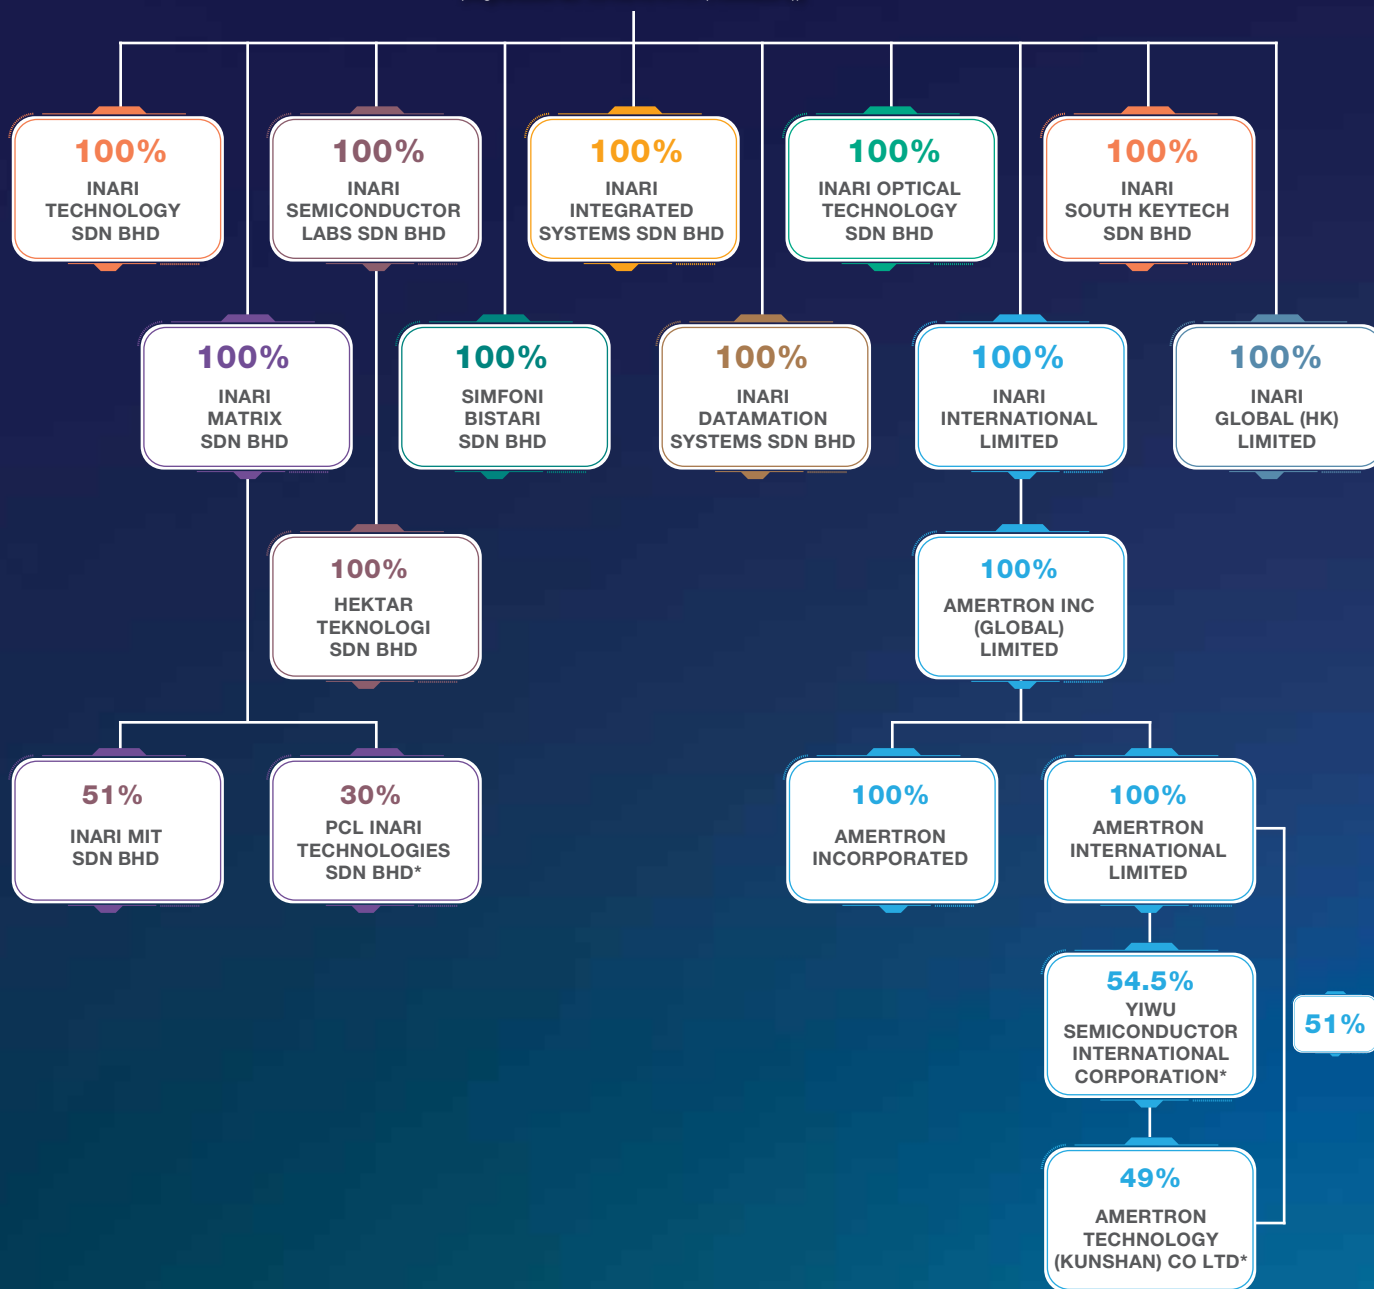 100%
INARI
TECHNOLOGY
SDN BHD
100%
INARI
SEMICONDUCTOR
LABS SDN BHD
100%
INARI
INTEGRATED
SYSTEMS SDN BHD
100%
INARI OPTICAL
TECHNOLOGY
SDN BHD
100%
INARI
SOUTH KEYTECH
SDN BHD
100%
INARI
MATRIX
SDN BHD
100%
SIMFONI
BISTARI
SDN BHD
100%
INARI
DATAMATION
SYSTEMS SDN BHD
100%
INARI
INTERNATIONAL
LIMITED
100%
INARI
GLOBAL (HK)
LIMITED
100%
HEKTAR
TEKNOLOGI
SDN BHD
100%
AMERTRON INC
(GLOBAL)
LIMITED
51%
INARI MIT
SDN BHD
30%
PCL INARI
TECHNOLOGIES
SDN BHD*
100%
AMERTRON
INCORPORATED
100%
AMERTRON
INTERNATIONAL
LIMITED
54.5%
YIWU
SEMICONDUCTOR
INTERNATIONAL
CORPORATION*
51%
49%
AMERTRON
TECHNOLOGY
(KUNSHAN) CO LTD*